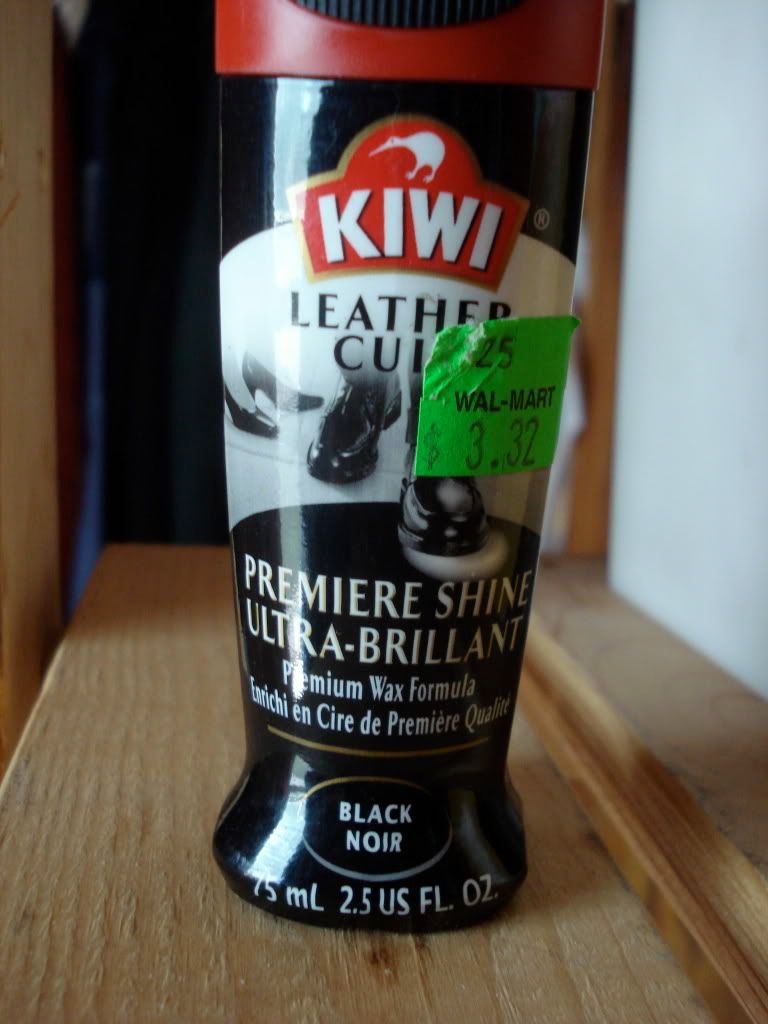 KIWI
®
LEATHER
CUI
25
WAL-MART
$ 3.32
PREMIERE SHINE
ULTRA-BRILLANT
Premium Wax Formula
Enrichi en Cire de Première Qualité
BLACK
NOIR
75 mL 2.5 US FL. OZ.